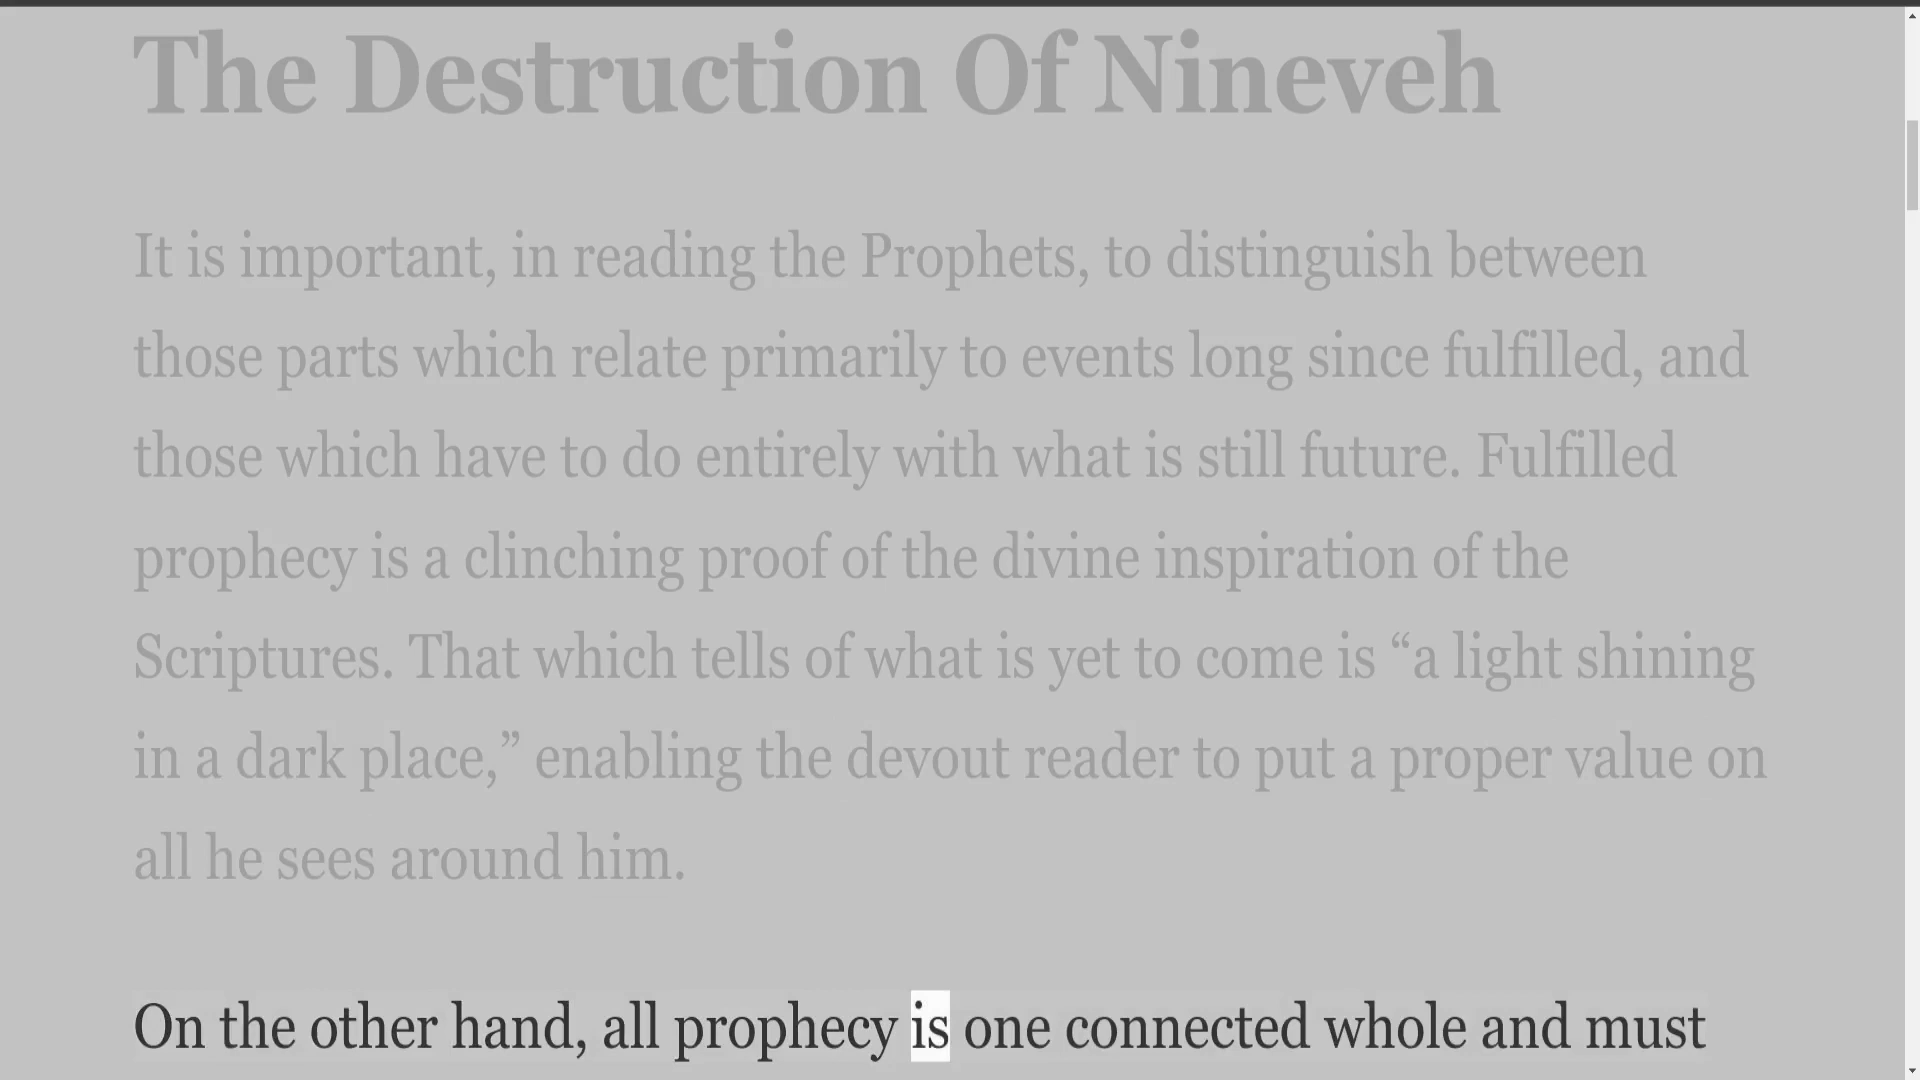 The Destruction Of Nineveh
It is important, in reading the Prophets, to distinguish between
those parts which relate primarily to events long since fulfilled, and
those which have to do entirely with what is still future. Fulfilled
prophecy is a clinching proof of the divine inspiration of the
Scriptures. That which tells of what is yet to come is “a light shining
in a dark place,” enabling the devout reader to put a proper value on
all he sees around him.
On the other hand, all prophecy is one connected whole and must